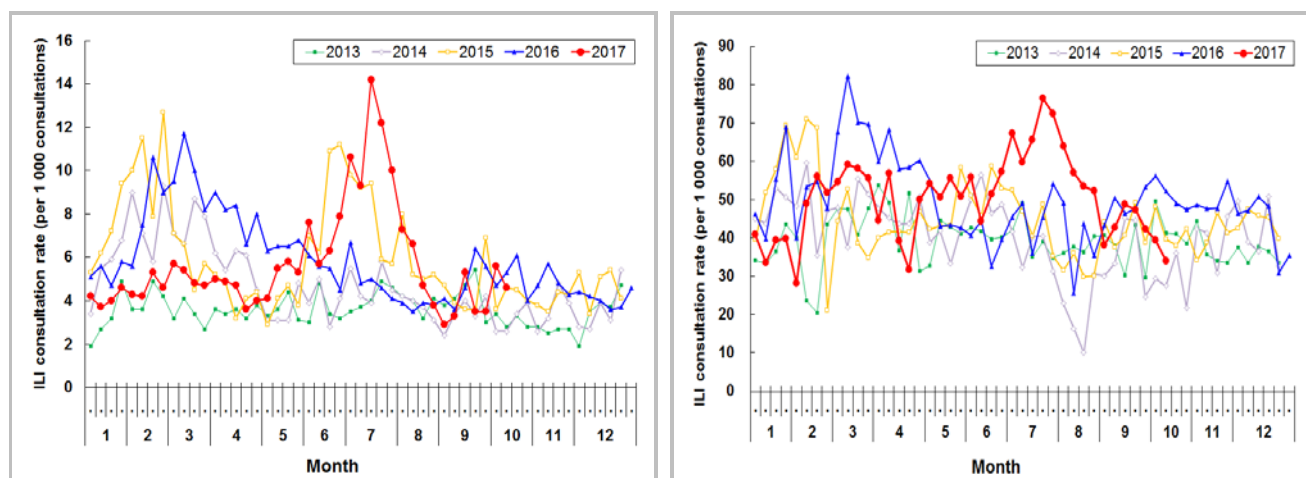 ILI consultation rate (per 1 000 consultations)
16
14
12
10
8
6
4
2
0
2013 2014 2015 2016 2017
1 2 3 4 5 6 7 8 9 10 11 12
Month
ILI consultation rate (per 1 000 consultations)
90
80
70
60
50
40
30
20
10
0
2013 2014 2015 2016 2017
1 2 3 4 5 6 7 8 9 10 11 12
Month